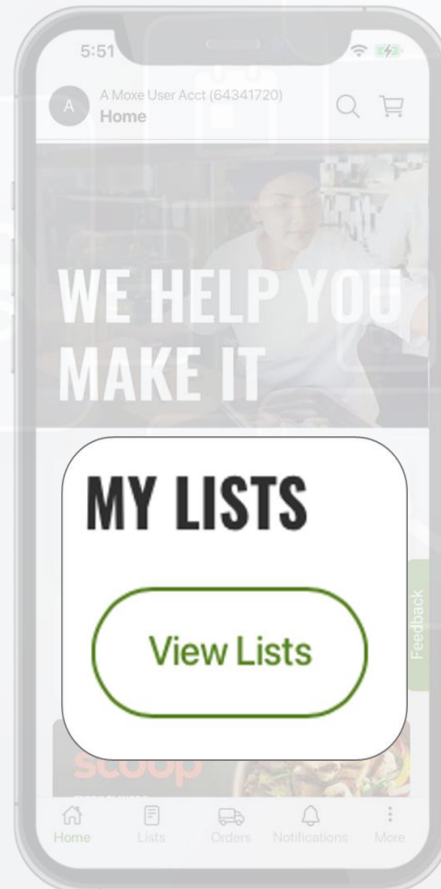 5:51
A
A Moxe User Acct (64341720)
Home
WE HELP YOU
MAKE IT
MY LISTS
View Lists
Feedback
scoop
Home
Lists
Orders
Notifications
More